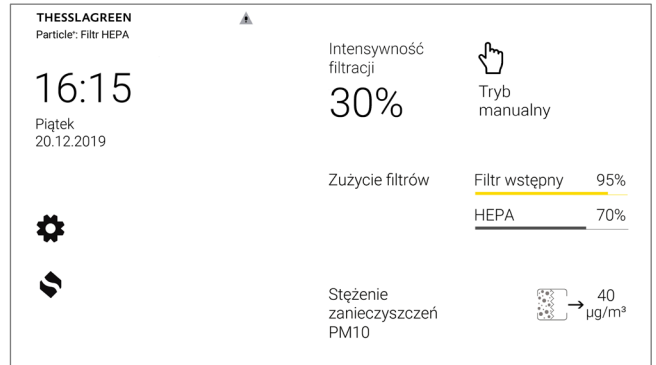 THESSLAGREEN
Particle+: Filtr HEPA
16:15
Piątek
20.12.2019
Intensywność
filtracji
30%
Tryb
manualny
Zużycie filtrów
Filtr wstępny 95%
HEPA 70%
Stężenie
zanieczyszczeń
PM10
40
µg/m³